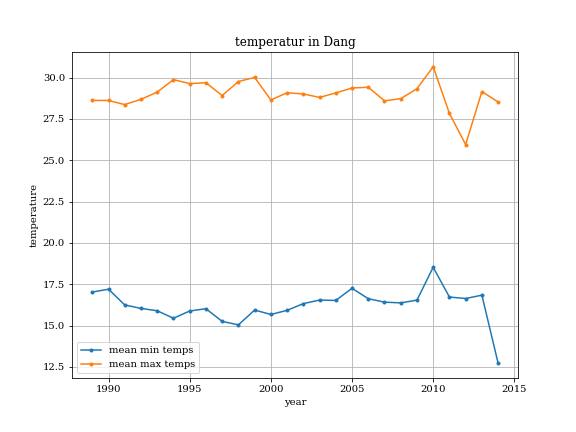 temperatur in Dang
30.0
27.5
25.0
22.5
20.0
17.5
15.0
12.5
temperature
mean min temps
mean max temps
1990 1995 2000 2005 2010 2015
year